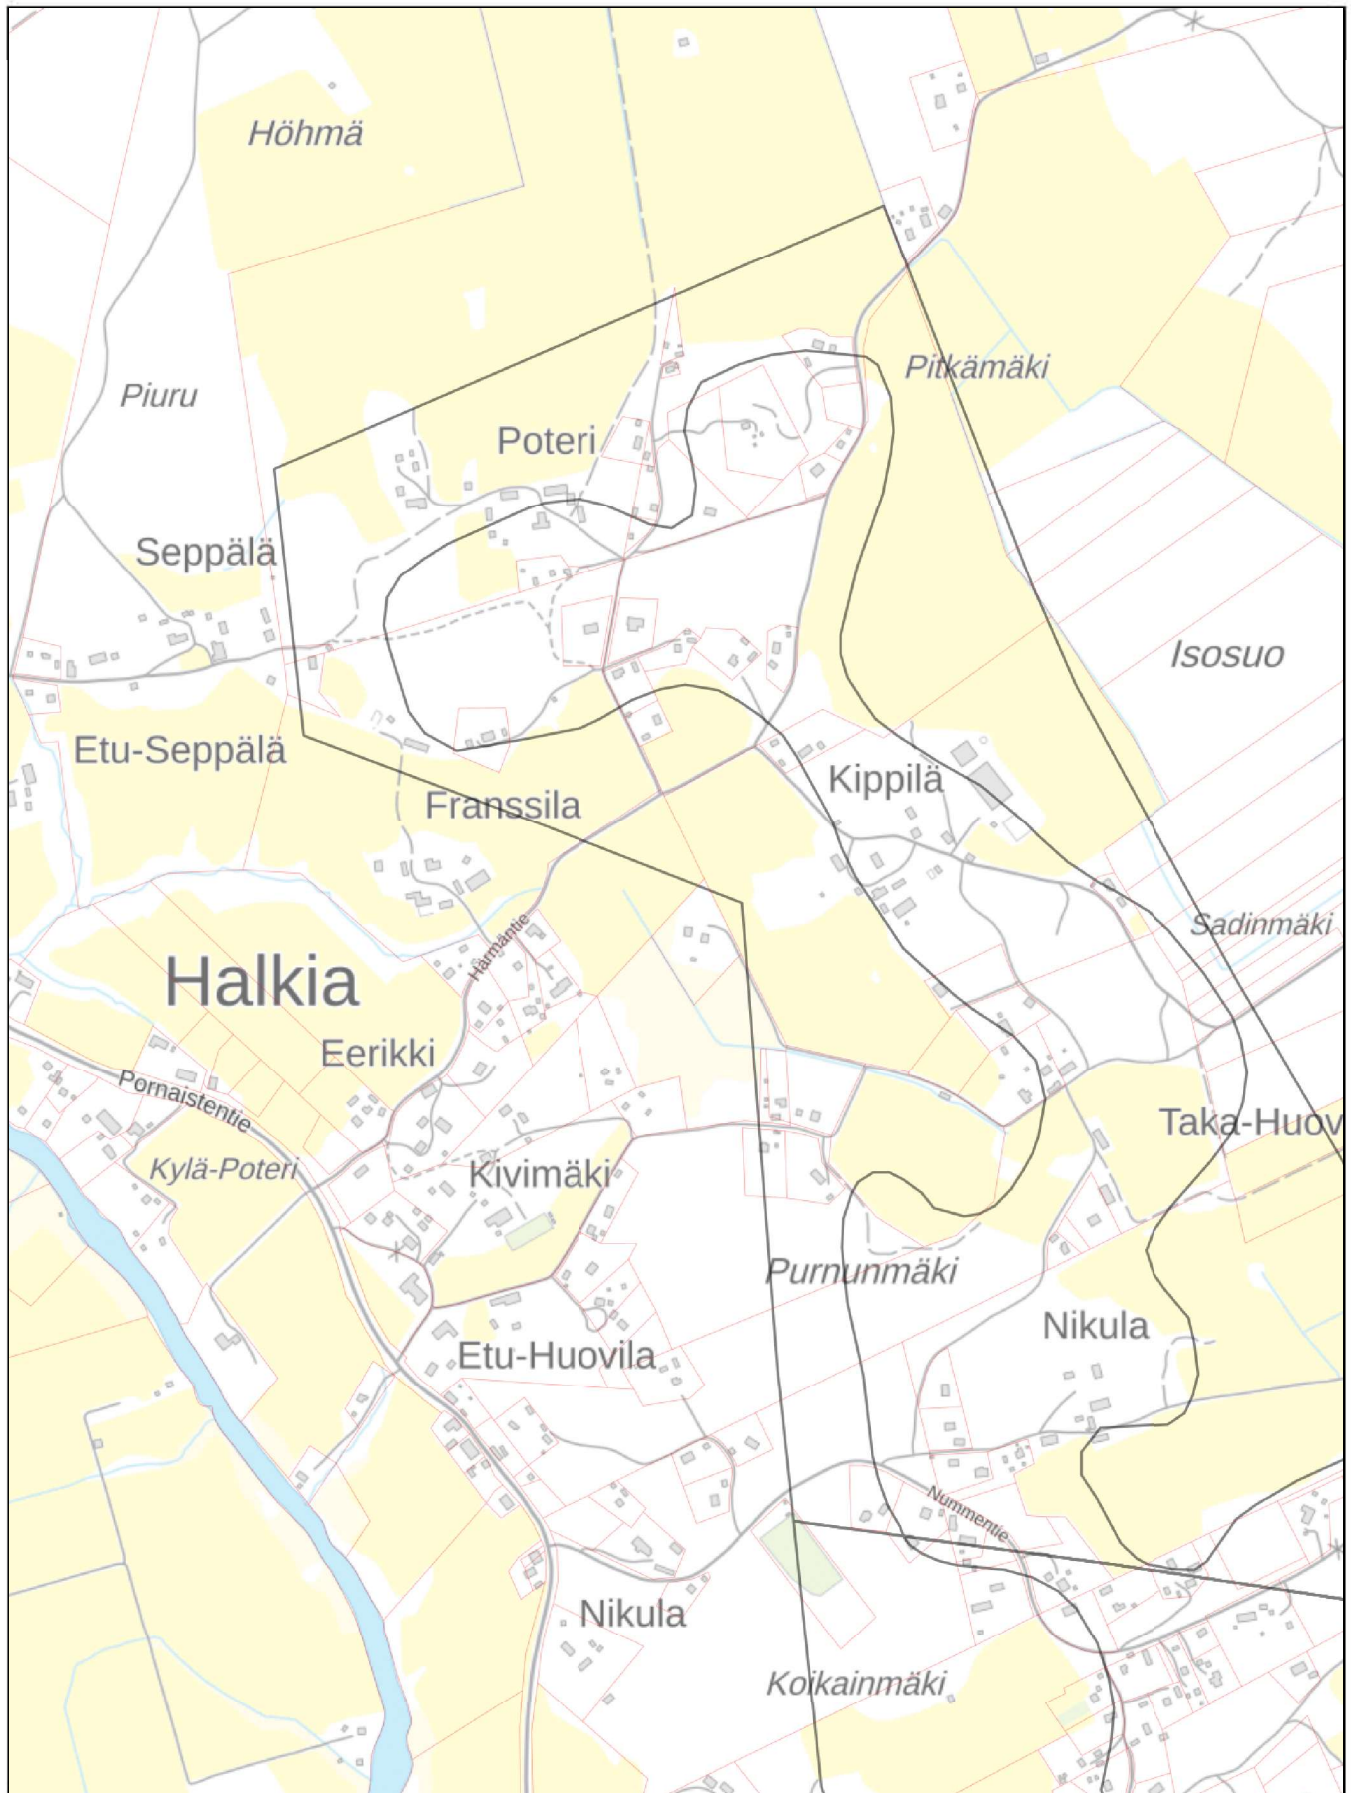 Höhmä
Pitkämäki
Piuru
Poteri
Seppälä
Isosuo
Etu-Seppälä
Kippilä
Franssila
Sadinmäki
Härmäntie
Halkia
Eerikki
Pornaistentie
Taka-Huov
Kylä-Poteri
Kivimäki
Purnunmäki
Nikula
Etu-Huovila
Nummentie
Nikula
Koikainmäki